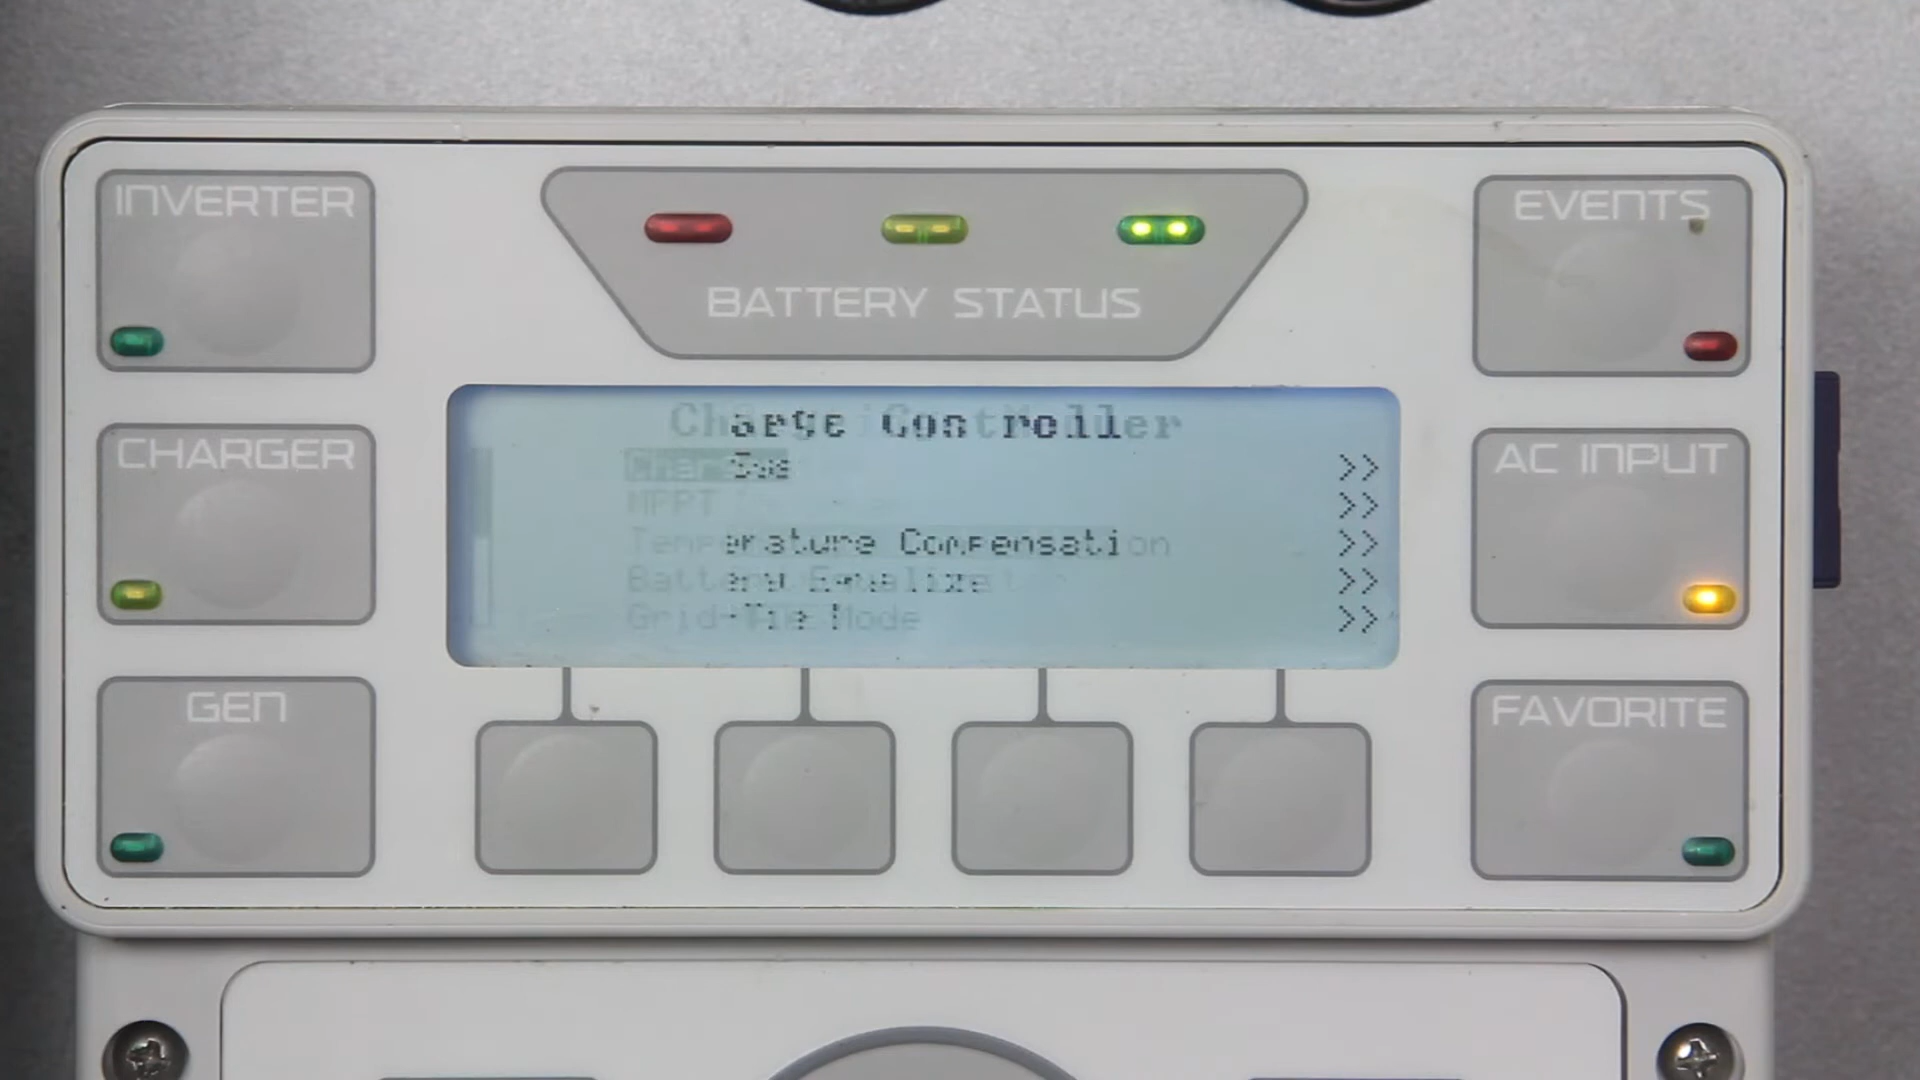 INVERTER
BATTERY STATUS
EVENTS
CHARGER
AC INPUT
GEN
FAVORITE
Charge Controller
>>
MPPT >>
Temperature Compensation >>
Battery Equalize >>
Grid-Tie Mode >>